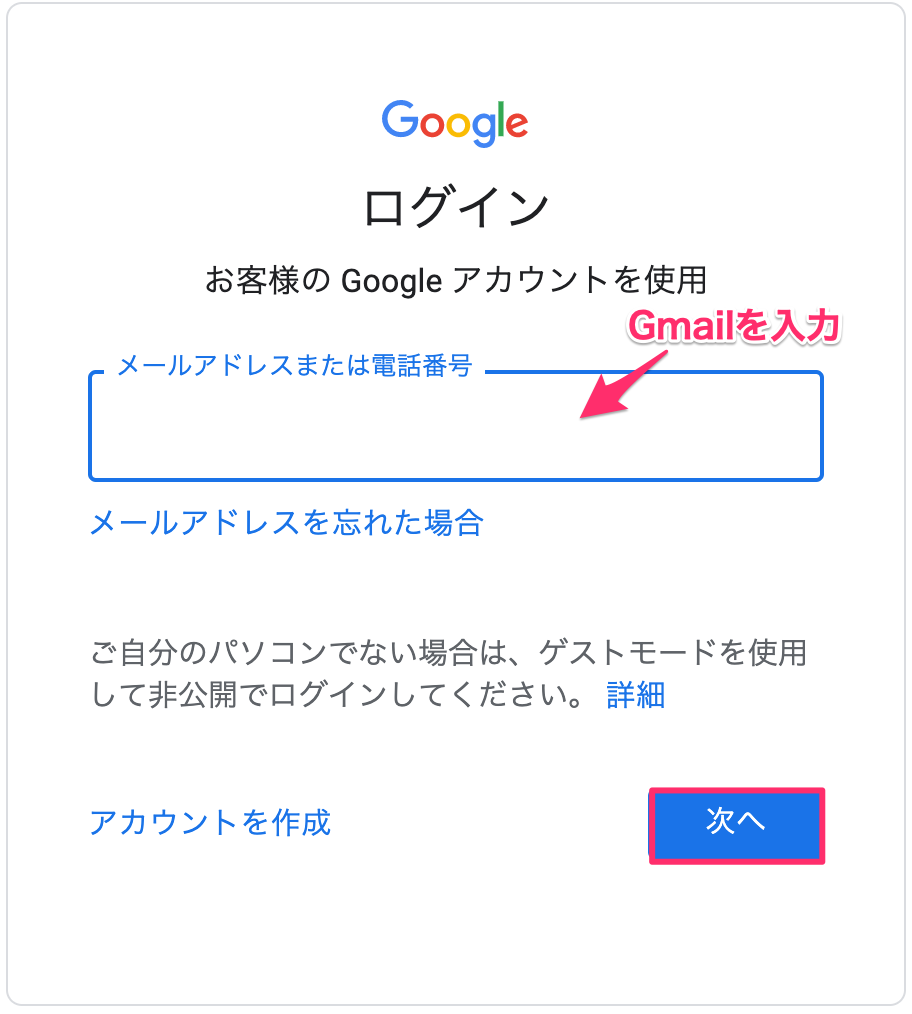 Google
ログイン
お客様の Google アカウントを使用
Gmailを入力
メールアドレスまたは電話番号
メールアドレスを忘れた場合
ご自分のパソコンでない場合は、ゲストモードを使用
して非公開でログインしてください。 詳細
アカウントを作成
次へ